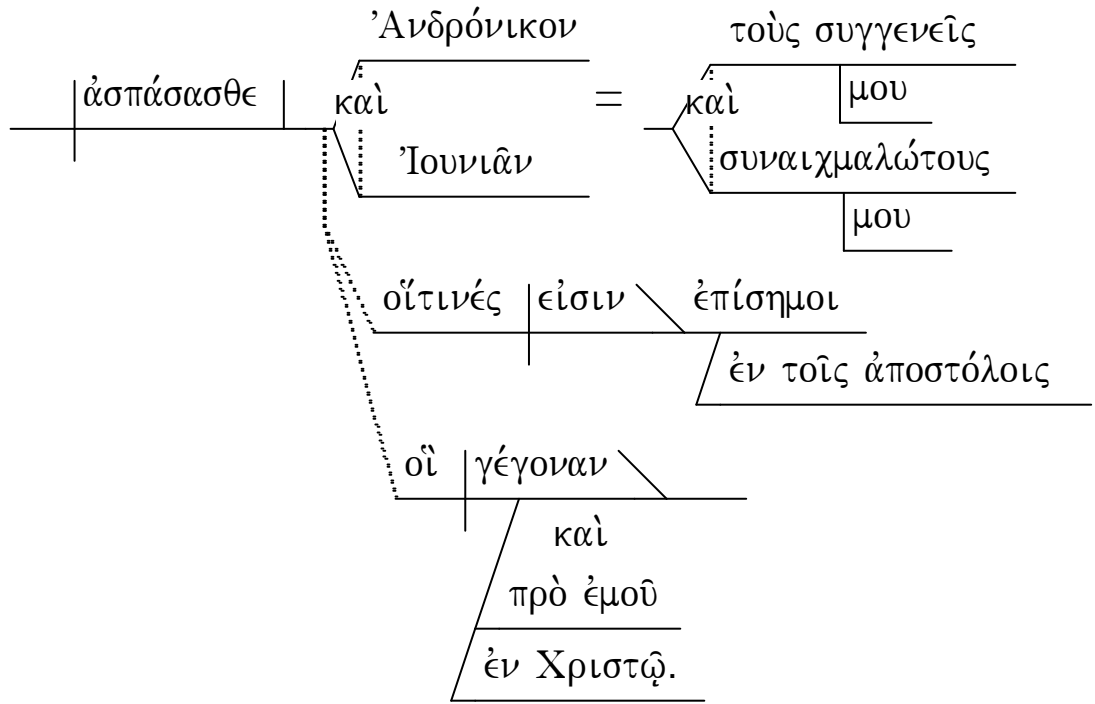 Ἀνδρόνικον
τοὺς συγγενεῖς
ἀσπάσασθε
καὶ
=
καὶ
μου
Ἰουνιᾶν
συναιχμαλώτους
μου
οἵτινές εἰσιν ἐπίσημοι
ἐν τοῖς ἀποστόλοις
οἳ γέγοναν
καὶ
πρὸ ἐμοῦ
ἐν Χριστῷ.